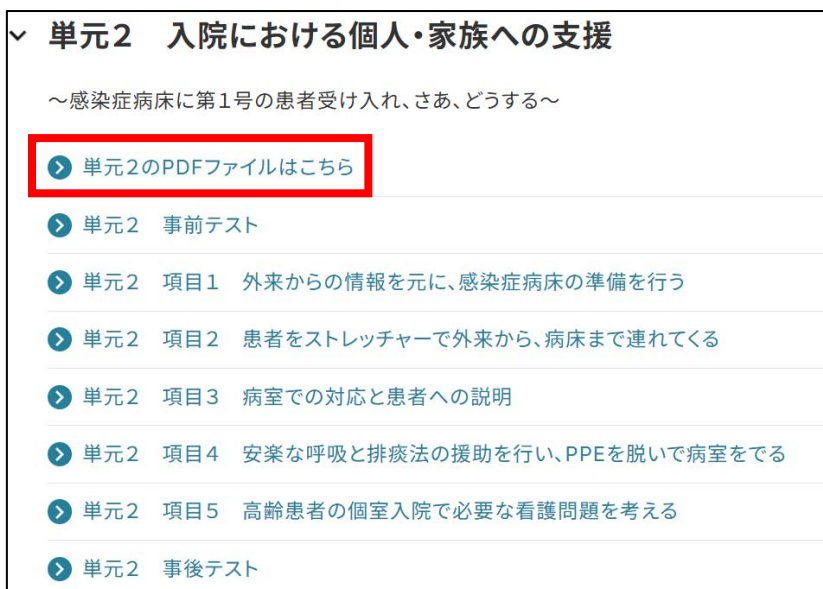 単元２　入院における個人・家族への支援
～感染症病床に第１号の患者受け入れ、さあ、どうする～
単元２のPDFファイルはこちら
単元２　事前テスト
単元２　項目１　外来からの情報を元に、感染症病床の準備を行う
単元２　項目２　患者をストレッチャーで外来から、病床まで連れてくる
単元２　項目３　病室での対応と患者への説明
単元２　項目４　安楽な呼吸と排痰法の援助を行い、PPEを脱いで病室をでる
単元２　項目５　高齢患者の個室入院で必要な看護問題を考える
単元２　事後テスト